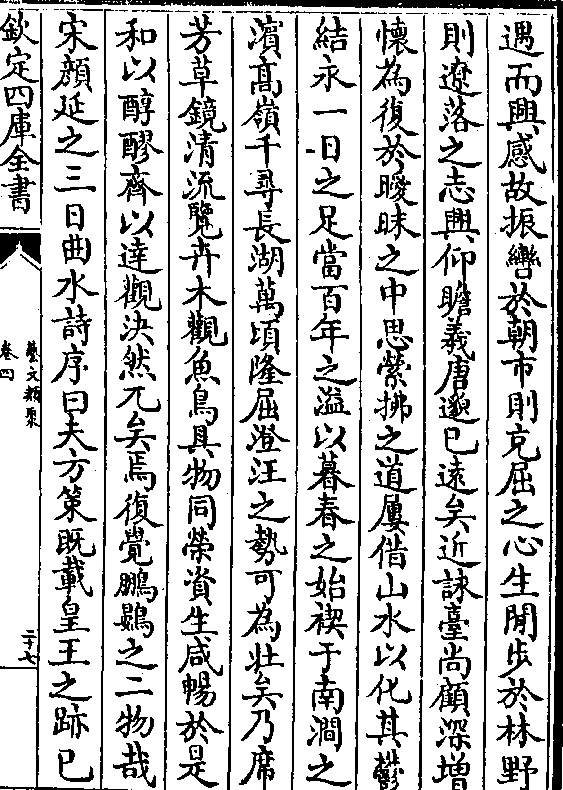 遇而興感故振轡於朝市則充屈之心生閒步於林野
則遼落之志興仰瞻羲唐邈已遠矣近詠臺尚顧深增
懷為復於曖昧之中思縈拂之道屢借山水以化其鬱
結永一日之足當百年之溢以暮春之始禊于南澗之
濱高嶺千尋長湖萬頃隆屈澄汪之勢可為壯矣乃席
芳草鏡清流覽卉木觀魚鳥具物同榮資生咸暢於是
和以醇醪齊以達觀決然兀矣焉復覺鵬鷃之二物哉
宋顏延之三日曲水詩序曰夫方策既載皇王之跡已
欽定四庫全書
藝文類聚
卷四
二十七